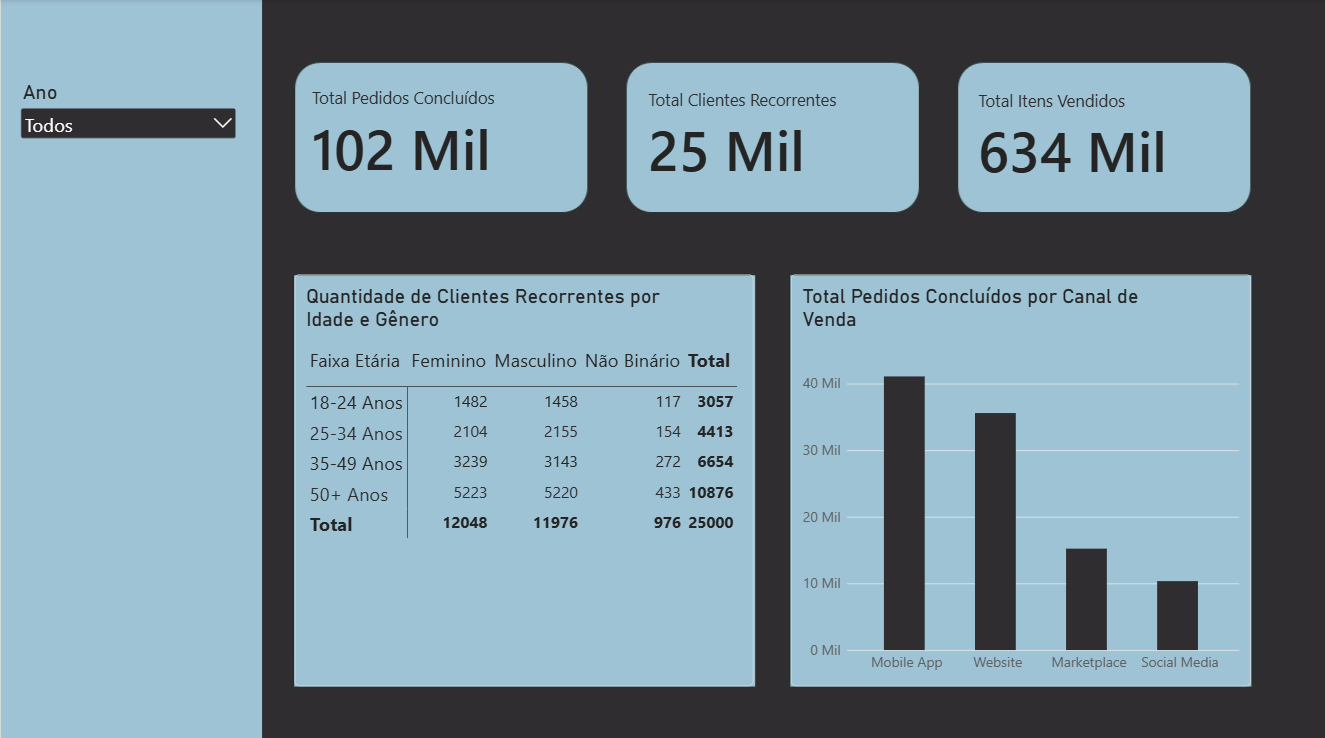 Ano
Todos
Total Pedidos Concluídos
102 Mil
Total Clientes Recorrentes
25 Mil
Total Itens Vendidos
634 Mil
Quantidade de Clientes Recorrentes por
Idade e Gênero
Faixa Etária Feminino Masculino Não Binário Total
18-24 Anos 1482 1458 117 3057
25-34 Anos 2104 2155 154 4413
35-49 Anos 3239 3143 272 6654
50+ Anos 5223 5220 433 10876
Total 12048 11976 976 25000
Total Pedidos Concluídos por Canal de
Venda
40 Mil
30 Mil
20 Mil
10 Mil
0 Mil
Mobile App Website Marketplace Social Media